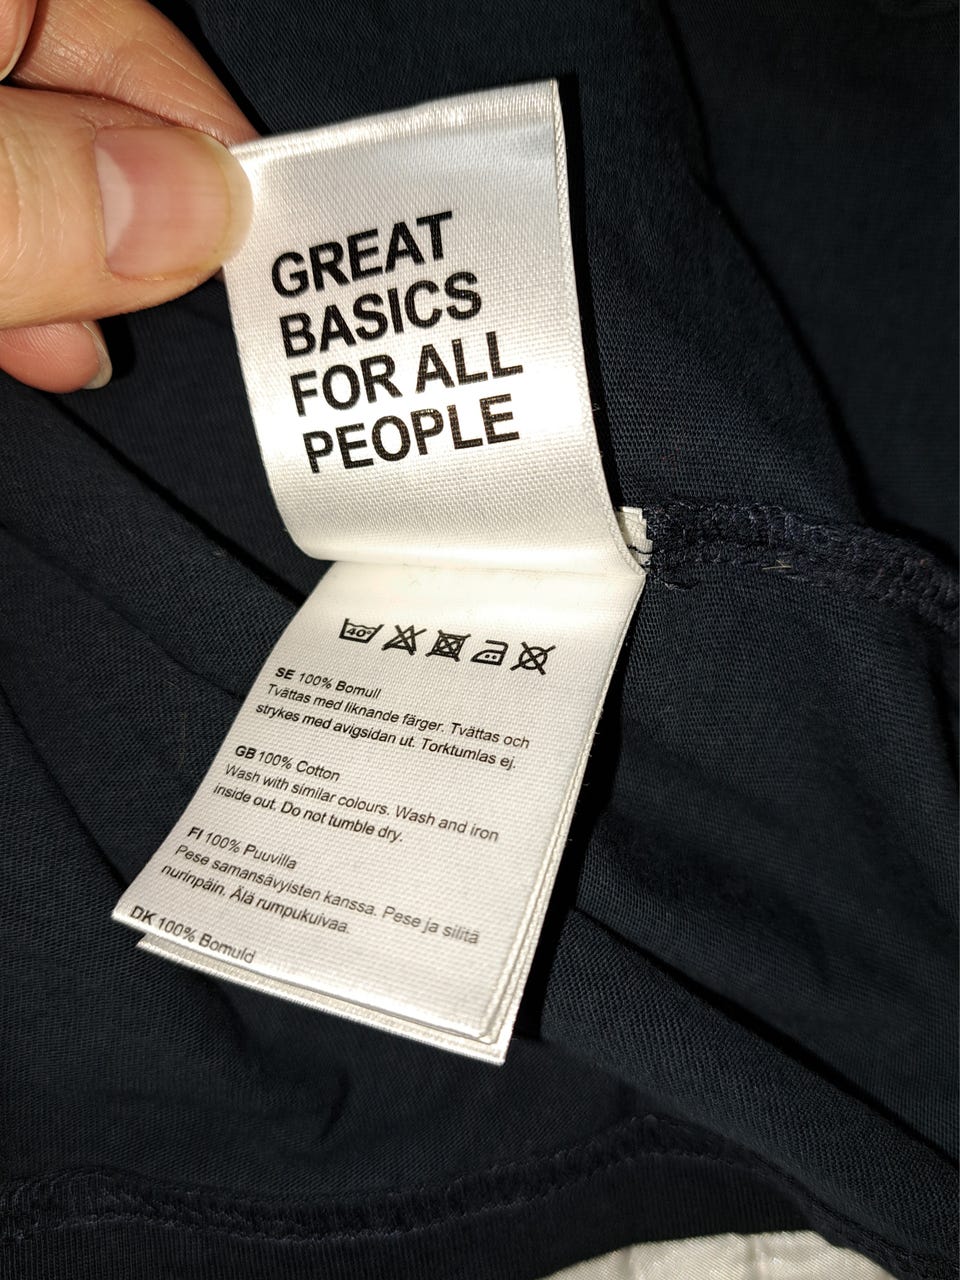 GREAT
BASICS
FOR ALL
PEOPLE
40°
SE 100% Bomull
Tvättas med liknande färger. Tvättas och
strykes med avigsidan ut. Torktumlas ej.
GB 100% Cotton
Wash with similar colours. Wash and iron
inside out. Do not tumble dry.
FI 100% Puuvilla
Pese samansävyisten kanssa. Pese ja silitä
nurinpäin. Älä rumpukuivaa.
DK 100% Bomuld